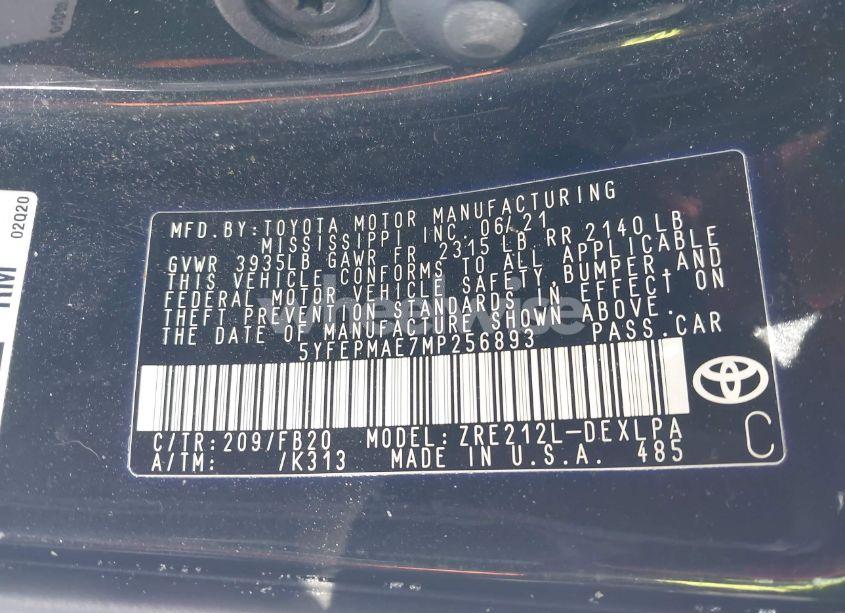 02Q20
HM
MFD.BY:TOYOTA MOTOR MANUFACTURING
MISSISSIPPI INC. 06/21
GVWR 3935LB GAWR FR 2315 LB RR 2140 LB
THIS VEHICLE CONFORMS TO ALL APPLICABLE
FEDERAL MOTOR VEHICLE SAFETY, BUMPER, AND
THEFT PREVENTION STANDARDS IN EFFECT ON
THE DATE OF MANUFACTURE SHOWN ABOVE.
5YFEPMAE7MP256893 PASS.CAR
C/TR:209/FB20 MODEL:ZRE212L-DEXLPA
A/TM: /K313 MADE IN U.S.A. 485
C